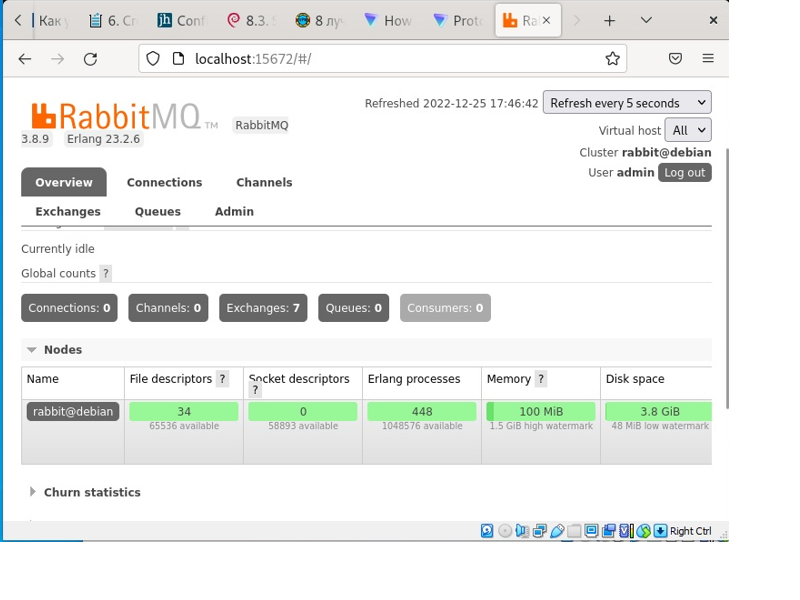 Как
6. С
Conf
8.3.
8 лу
How
Prot
Ra
localhost:15672/#/
RabbitMQ TM RabbitMQ
3.8.9 Erlang 23.2.6
Refreshed 2022-12-25 17:46:42 Refresh every 5 seconds
Virtual host All
Cluster rabbit@debian
User admin Log out
Overview Connections Channels
Exchanges Queues Admin
Currently idle
Global counts ?
Connections: 0 Channels: 0 Exchanges: 7 Queues: 0 Consumers: 0
Nodes
Name File descriptors ? Socket descriptors ? Erlang processes Memory ? Disk space
rabbit@debian 34 0 448 100 MiB 3.8 GiB
65536 available 58893 available 1048576 available 1.5 GiB high watermark 48 MiB low watermark
Churn statistics
Right Ctrl